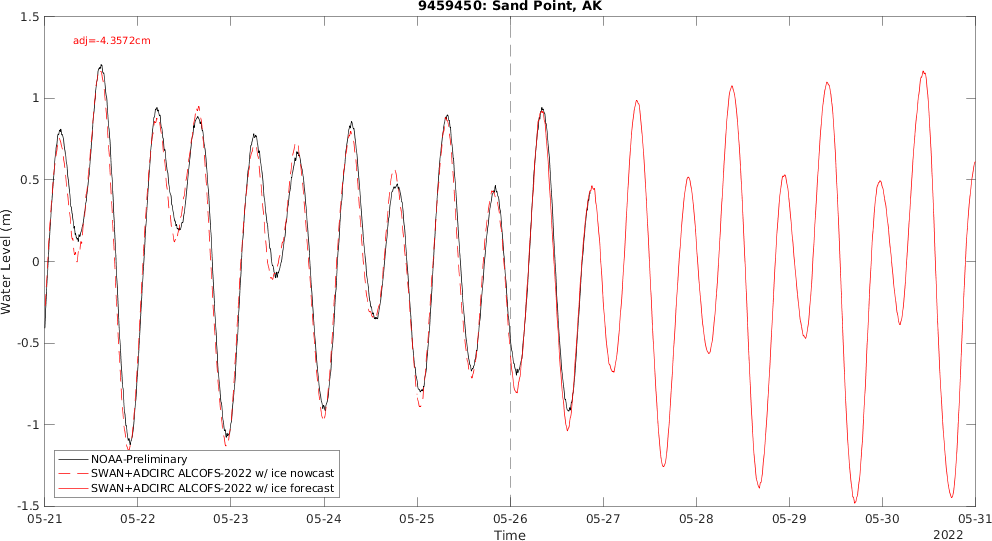 9459450: Sand Point, AK
1.5
adj=-4.3572cm
1
0.5
Water Level (m)
0
-0.5
-1
NOAA-Preliminary
SWAN+ADCIRC ALCOFS-2022 w/ ice nowcast
SWAN+ADCIRC ALCOFS-2022 w/ ice forecast
-1.5
05-21 05-22 05-23 05-24 05-25 05-26 05-27 05-28 05-29 05-30 05-31
Time 2022